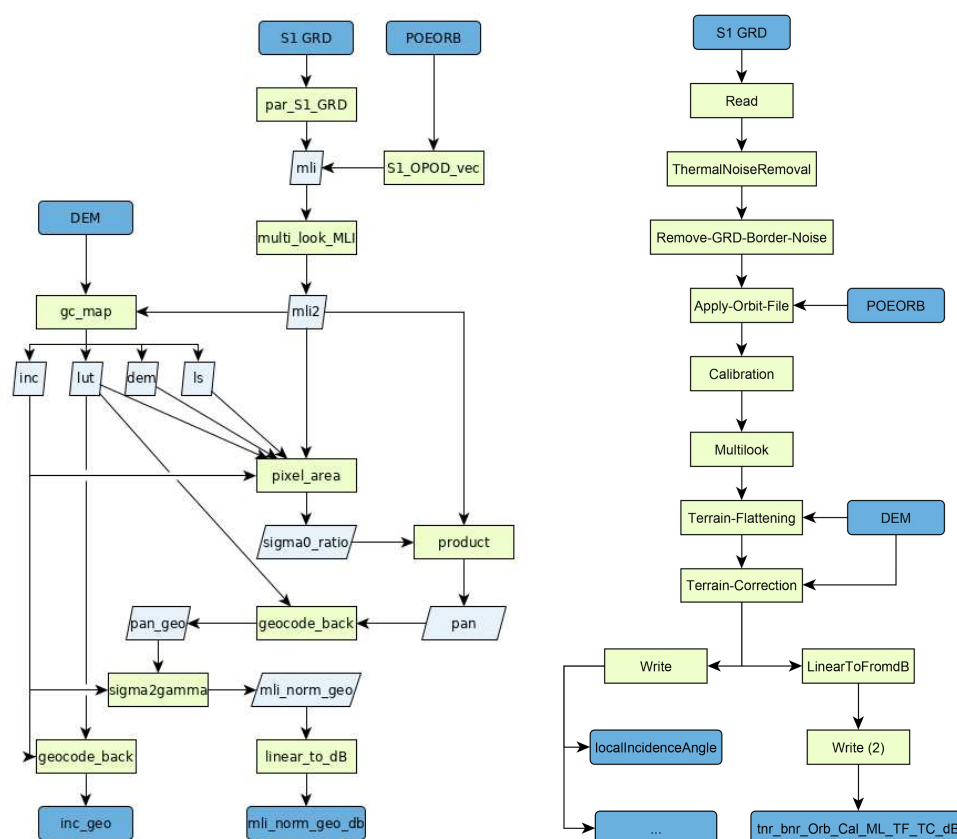 S1 GRD
POEORB
par_S1_GRD
mli
S1_OPOD_vec
DEM
multi_look_MLI
gc_map
mli2
inc
lut
dem
ls
pixel_area
sigma0_ratio
product
pan_geo
geocode_back
pan
sigma2gamma
mli_norm_geo
geocode_back
linear_to_dB
inc_geo
mli_norm_geo_db
S1 GRD
Read
ThermalNoiseRemoval
Remove-GRD-Border-Noise
Apply-Orbit-File
POEORB
Calibration
Multilook
Terrain-Flattening
DEM
Terrain-Correction
Write
LinearToFromdB
localIncidenceAngle
Write (2)
...
tnr_bnr_Orb_Cal_ML_TF_TC_dB